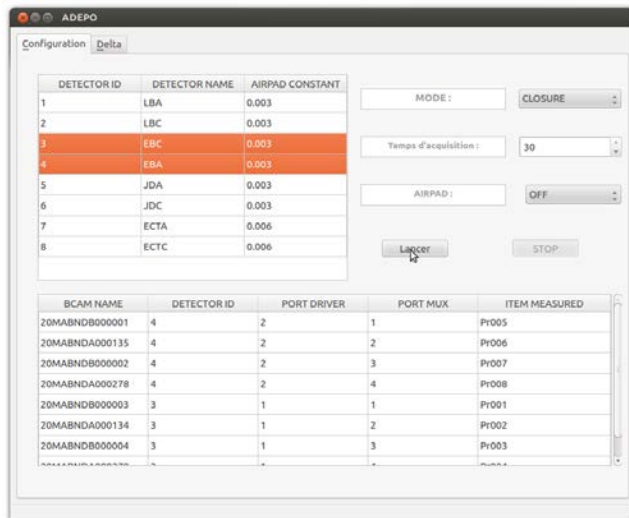 ADEPO
Configuration Delta
DETECTOR ID DETECTOR NAME AIRPAD CONSTANT
1 LBA 0.003
2 LBC 0.003
3 EBC 0.003
4 EBA 0.003
5 JDA 0.003
6 JDC 0.003
7 ECTA 0.006
8 ECTC 0.006
MODE : CLOSURE
Temps d'acquisition : 30
AIRPAD : OFF
Lancer STOP
BCAM NAME DETECTOR ID PORT DRIVER PORT MUX ITEM MEASURED
20MABNDB000001 4 2 1 Pr005
20MABNDA000135 4 2 2 Pr006
20MABNDB000002 4 2 3 Pr007
20MABNDA000278 4 2 4 Pr008
20MABNDB000003 3 1 1 Pr001
20MABNDA000134 3 1 2 Pr002
20MABNDB000004 3 1 3 Pr003